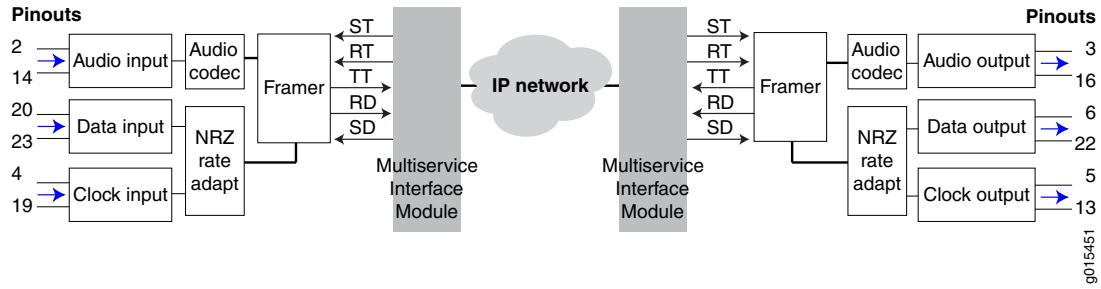 Pinouts
2
14
Audio input
Audio
codec
20
23
Data input
4
19
Clock input
NRZ
rate
adapt
Framer
ST
RT
TT
RD
SD
Multiservice
Interface
Module
IP network
Multiservice
Interface
Module
ST
RT
TT
RD
SD
Framer
Audio
codec
NRZ
rate
adapt
Pinouts
Audio output
3
16
Data output
6
22
Clock output
5
13
g015451